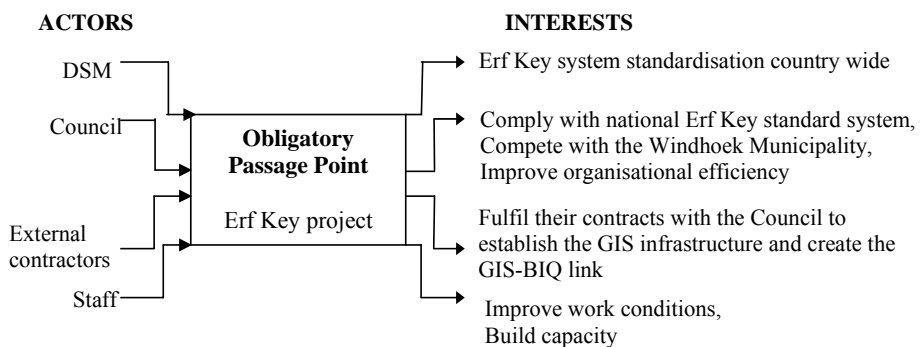 ACTORS
INTERESTS
DSM
Erf Key system standardisation country wide
Council
Obligatory
Passage Point
Erf Key project
Comply with national Erf Key standard system,
Compete with the Windhoek Municipality,
Improve organisational efficiency
External
contractors
Fulfil their contracts with the Council to
establish the GIS infrastructure and create the
GIS-BIQ link
Staff
Improve work conditions,
Build capacity